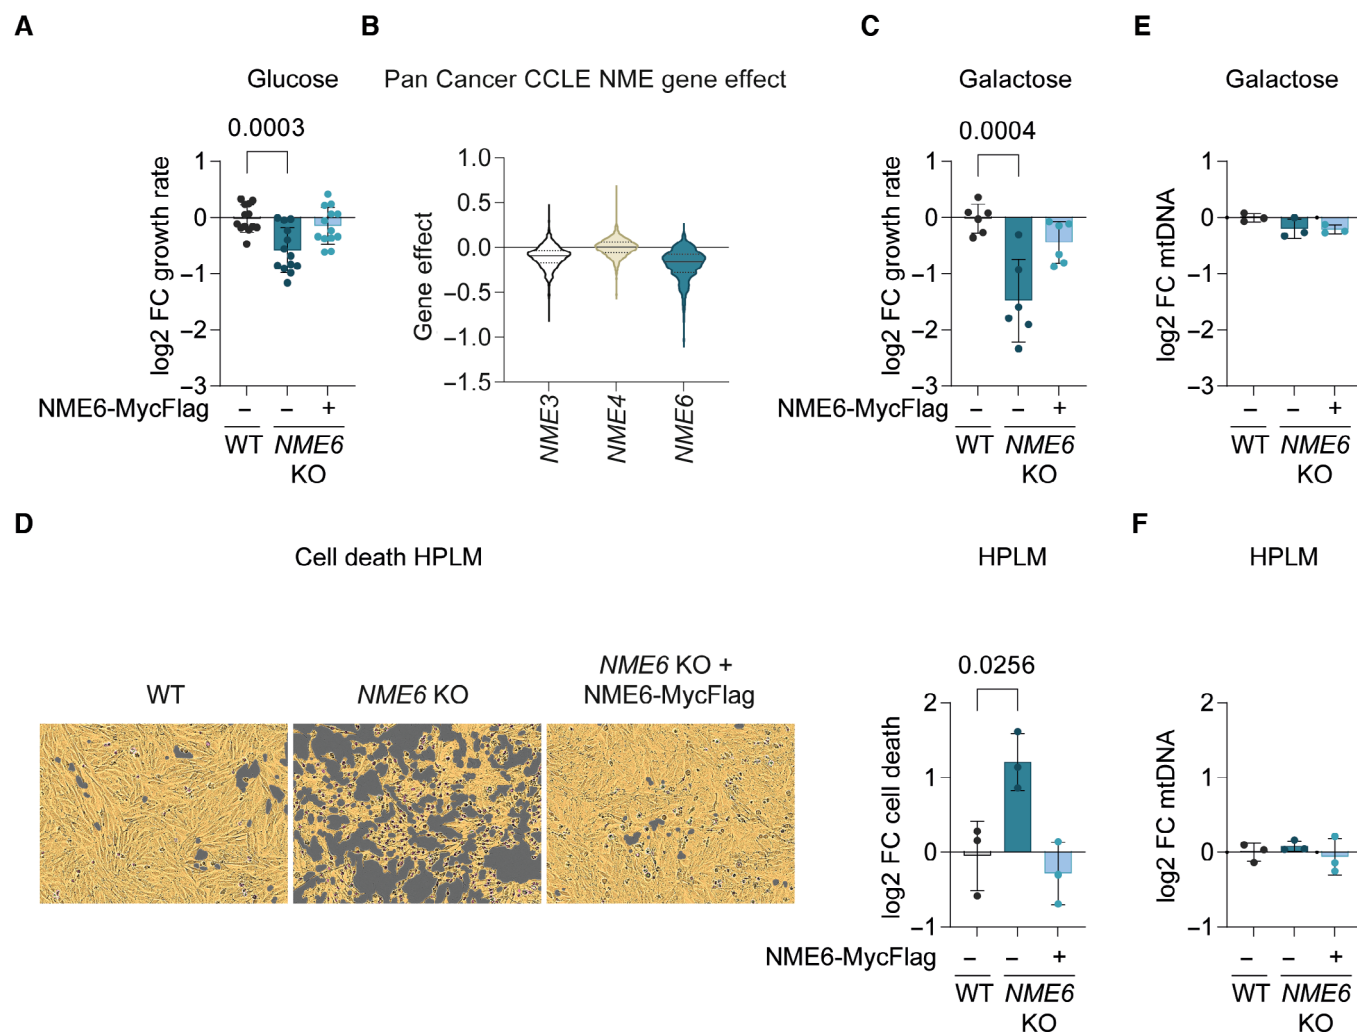 A
Glucose
0.0003
log2 FC growth rate
1
0
−1
−2
−3
NME6-MycFlag
−
−
+
WT
NME6
KO
B
Pan Cancer CCLE NME gene effect
Gene effect
1.0
0.5
0.0
−0.5
−1.0
−1.5
NME3
NME4
NME6
C
Galactose
0.0004
log2 FC growth rate
1
0
−1
−2
−3
NME6-MycFlag
−
−
+
WT
NME6
KO
E
Galactose
log2 FC mtDNA
1
0
−1
−2
−3
−
−
+
WT
NME6
KO
D
Cell death HPLM
WT
NME6 KO
NME6 KO +
NME6-MycFlag
HPLM
0.0256
log2 FC cell death
2
1
0
−1
NME6-MycFlag
−
−
+
WT
NME6
KO
F
HPLM
log2 FC mtDNA
2
1
0
−1
−
−
+
WT
NME6
KO